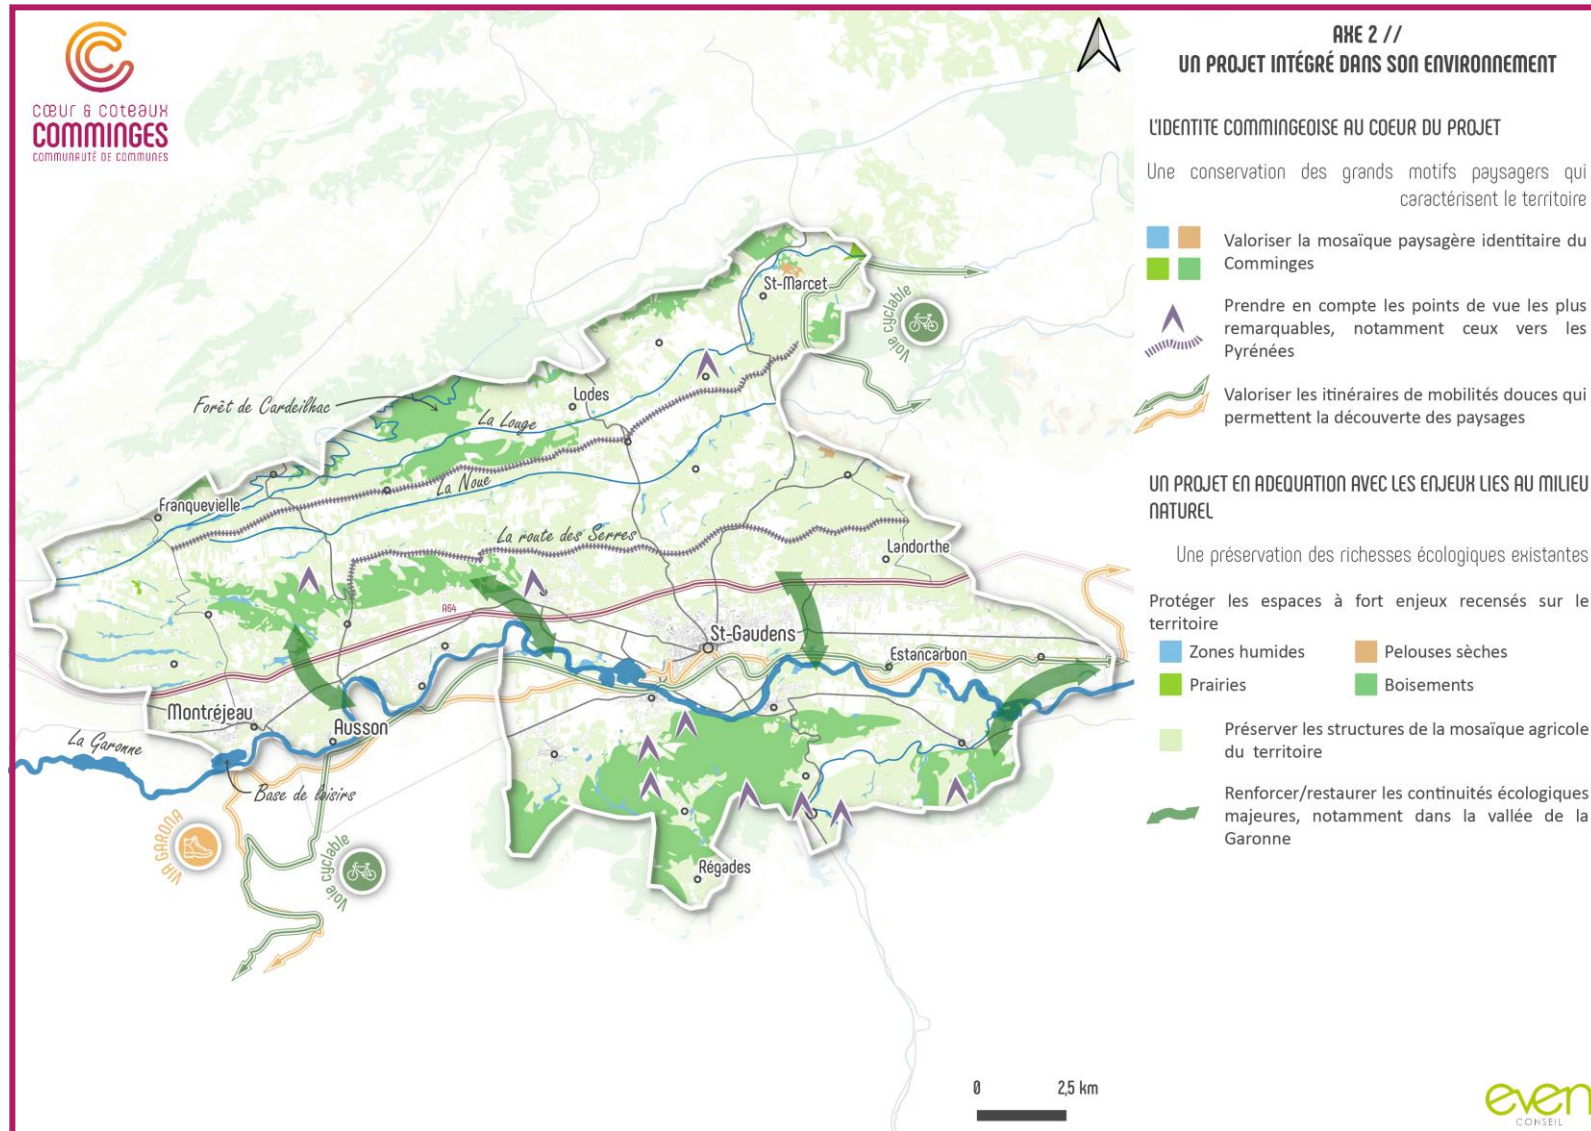 cœur & coteaux
COMMINGES
COMMUNAUTÉ DE COMMUNES
AXE 2 //
UN PROJET INTÉGRÉ DANS SON ENVIRONNEMENT
L'IDENTITE COMMINGEOISE AU COEUR DU PROJET
Une conservation des grands motifs paysagers qui
caractérisent le territoire
Valoriser la mosaïque paysagère identitaire du
Comminges
Prendre en compte les points de vue les plus
remarquables, notamment ceux vers les
Pyrénées
Valoriser les itinéraires de mobilités douces qui
permettent la découverte des paysages
UN PROJET EN ADEQUATION AVEC LES ENJEUX LIES AU MILIEU
NATUREL
Une préservation des richesses écologiques existantes
Protéger les espaces à fort enjeux recensés sur le
territoire
Zones humides
Pelouses sèches
Prairies
Boisements
Préserver les structures de la mosaïque agricole
du territoire
Renforcer/restaurer les continuités écologiques
majeures, notamment dans la vallée de la
Garonne
St-Marcet
Voie cyclable
Lodes
Forêt de Cardeilhac
La Louge
La Noue
Franquevielle
La route des Serres
Landorthe
A64
St-Gaudens
Estancarbon
Montréjeau
Ausson
La Garonne
Base de loisirs
VIA GARONA
Voie cyclable
Régades
0 2,5 km
even
CONSEIL